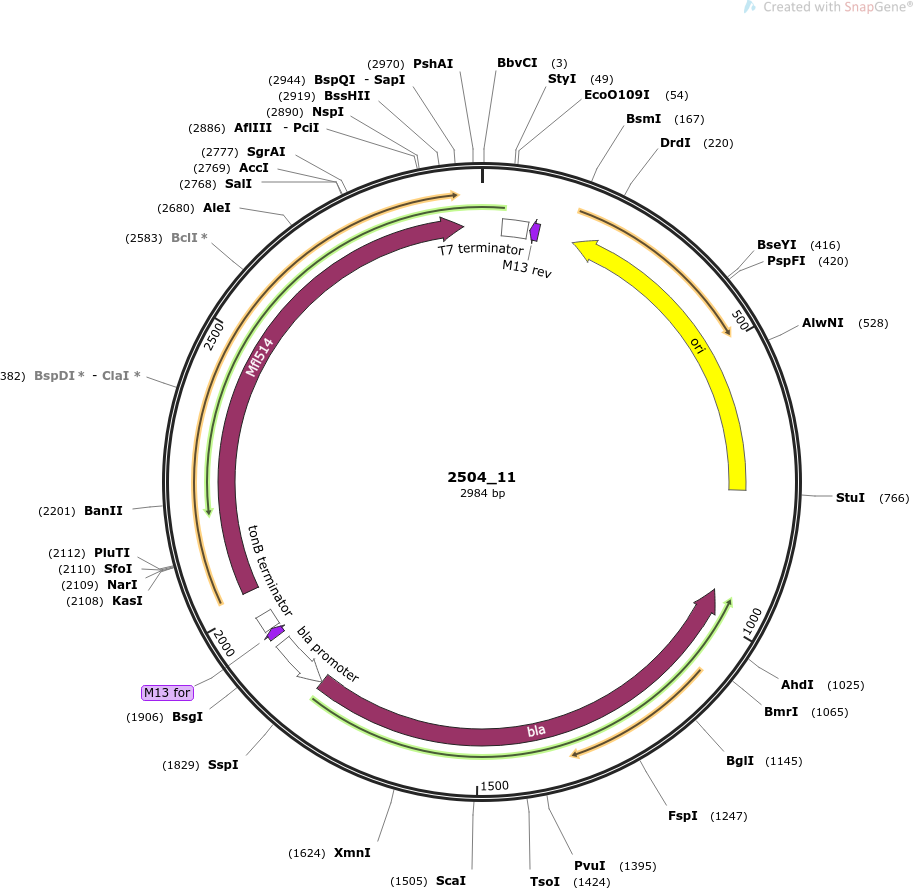 Created with SnapGene®
(2970) PshAI
BbvCI (3)
(2944) BspQI - SapI
StyI (49)
(2919) BssHII
EcoO109I (54)
(2890) NspI
BsmI (167)
(2886) AflIII - PciI
DrdI (220)
(2777) SgrAI
(2769) AccI
(2768) SalI
(2680) AleI
(2583) BclI *
BseYI (416)
PspFI (420)
AlwNI (528)
382) BspDI * - ClaI *
T7 terminator
M13 rev
ori
500
2500
Mfl514
2504_11
2984 bp
StuI (766)
(2201) BanII
(2112) PluTI
(2110) SfoI
(2109) NarI
(2108) KasI
tonB terminator
2000
bla promoter
1000
M13 for
(1906) BsgI
AhdI (1025)
BmrI (1065)
bla
(1829) SspI
BglI (1145)
1500
FspI (1247)
(1624) XmnI
PvuI (1395)
(1505) ScaI
TsoI (1424)